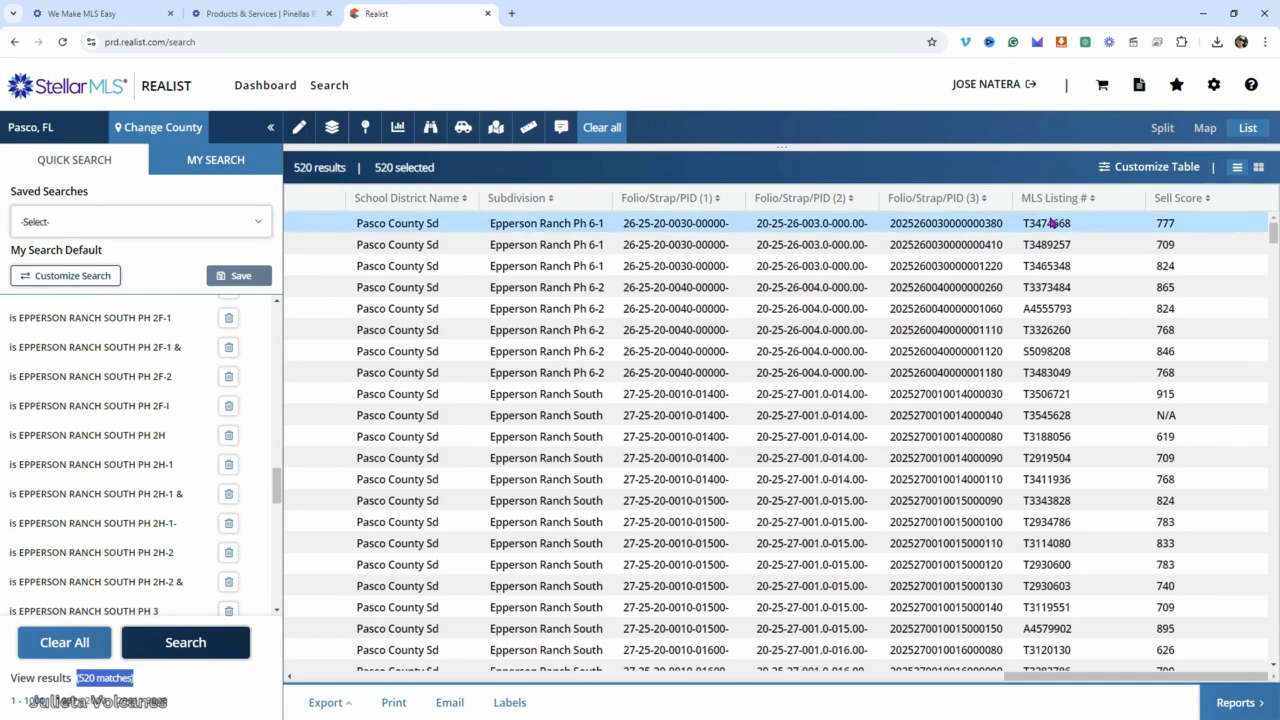 We Make MLS Easy
Products & Services | Pinellas R
Realist
prd.realist.com/search
StellarMLS REALIST Dashboard Search JOSE NATERA
Pasco, FL Change County Clear all Split Map List
QUICK SEARCH MY SEARCH 520 results 520 selected Customize Table
Saved Searches
-Select-
My Search Default
Customize Search Save
is EPPERSON RANCH SOUTH PH 2F-1
is EPPERSON RANCH SOUTH PH 2F-1 &
is EPPERSON RANCH SOUTH PH 2F-2
is EPPERSON RANCH SOUTH PH 2F-I
is EPPERSON RANCH SOUTH PH 2H
is EPPERSON RANCH SOUTH PH 2H-1
is EPPERSON RANCH SOUTH PH 2H-1 &
is EPPERSON RANCH SOUTH PH 2H-1-
is EPPERSON RANCH SOUTH PH 2H-2
is EPPERSON RANCH SOUTH PH 2H-2 &
is EPPERSON RANCH SOUTH PH 3
Clear All Search
View results (520 matches)
Julieta Volcanes
School District Name Subdivision Folio/Strap/PID (1) Folio/Strap/PID (2) Folio/Strap/PID (3) MLS Listing # Sell Score
Pasco County Sd Epperson Ranch Ph 6-1 26-25-20-0030-00000- 20-25-26-003.0-000.00- 2025260030000000380 T3474668 777
Pasco County Sd Epperson Ranch Ph 6-1 26-25-20-0030-00000- 20-25-26-003.0-000.00- 2025260030000000410 T3489257 709
Pasco County Sd Epperson Ranch Ph 6-1 26-25-20-0030-00000- 20-25-26-003.0-000.00- 2025260030000001220 T3465348 824
Pasco County Sd Epperson Ranch Ph 6-2 26-25-20-0040-00000- 20-25-26-004.0-000.00- 2025260040000000260 T3373484 865
Pasco County Sd Epperson Ranch Ph 6-2 26-25-20-0040-00000- 20-25-26-004.0-000.00- 2025260040000001060 A4555793 824
Pasco County Sd Epperson Ranch Ph 6-2 26-25-20-0040-00000- 20-25-26-004.0-000.00- 2025260040000001110 T3326260 768
Pasco County Sd Epperson Ranch Ph 6-2 26-25-20-0040-00000- 20-25-26-004.0-000.00- 2025260040000001120 S5098208 846
Pasco County Sd Epperson Ranch Ph 6-2 26-25-20-0040-00000- 20-25-26-004.0-000.00- 2025260040000001180 T3483049 768
Pasco County Sd Epperson Ranch South 27-25-20-0010-01400- 20-25-27-001.0-014.00- 2025270010014000030 T3506721 915
Pasco County Sd Epperson Ranch South 27-25-20-0010-01400- 20-25-27-001.0-014.00- 2025270010014000040 T3545628 N/A
Pasco County Sd Epperson Ranch South 27-25-20-0010-01400- 20-25-27-001.0-014.00- 2025270010014000080 T3188056 619
Pasco County Sd Epperson Ranch South 27-25-20-0010-01400- 20-25-27-001.0-014.00- 2025270010014000090 T2919504 709
Pasco County Sd Epperson Ranch South 27-25-20-0010-01400- 20-25-27-001.0-014.00- 2025270010014000110 T3411936 768
Pasco County Sd Epperson Ranch South 27-25-20-0010-01500- 20-25-27-001.0-015.00- 2025270010015000090 T3343828 824
Pasco County Sd Epperson Ranch South 27-25-20-0010-01500- 20-25-27-001.0-015.00- 2025270010015000100 T2934786 783
Pasco County Sd Epperson Ranch South 27-25-20-0010-01500- 20-25-27-001.0-015.00- 2025270010015000110 T3114080 833
Pasco County Sd Epperson Ranch South 27-25-20-0010-01500- 20-25-27-001.0-015.00- 2025270010015000120 T2930600 783
Pasco County Sd Epperson Ranch South 27-25-20-0010-01500- 20-25-27-001.0-015.00- 2025270010015000130 T2930603 740
Pasco County Sd Epperson Ranch South 27-25-20-0010-01500- 20-25-27-001.0-015.00- 2025270010015000140 T3119551 709
Pasco County Sd Epperson Ranch South 27-25-20-0010-01500- 20-25-27-001.0-015.00- 2025270010015000150 A4579902 895
Pasco County Sd Epperson Ranch South 27-25-20-0010-01600- 20-25-27-001.0-016.00- 2025270010016000080 T3120130 626
Export Print Email Labels Reports